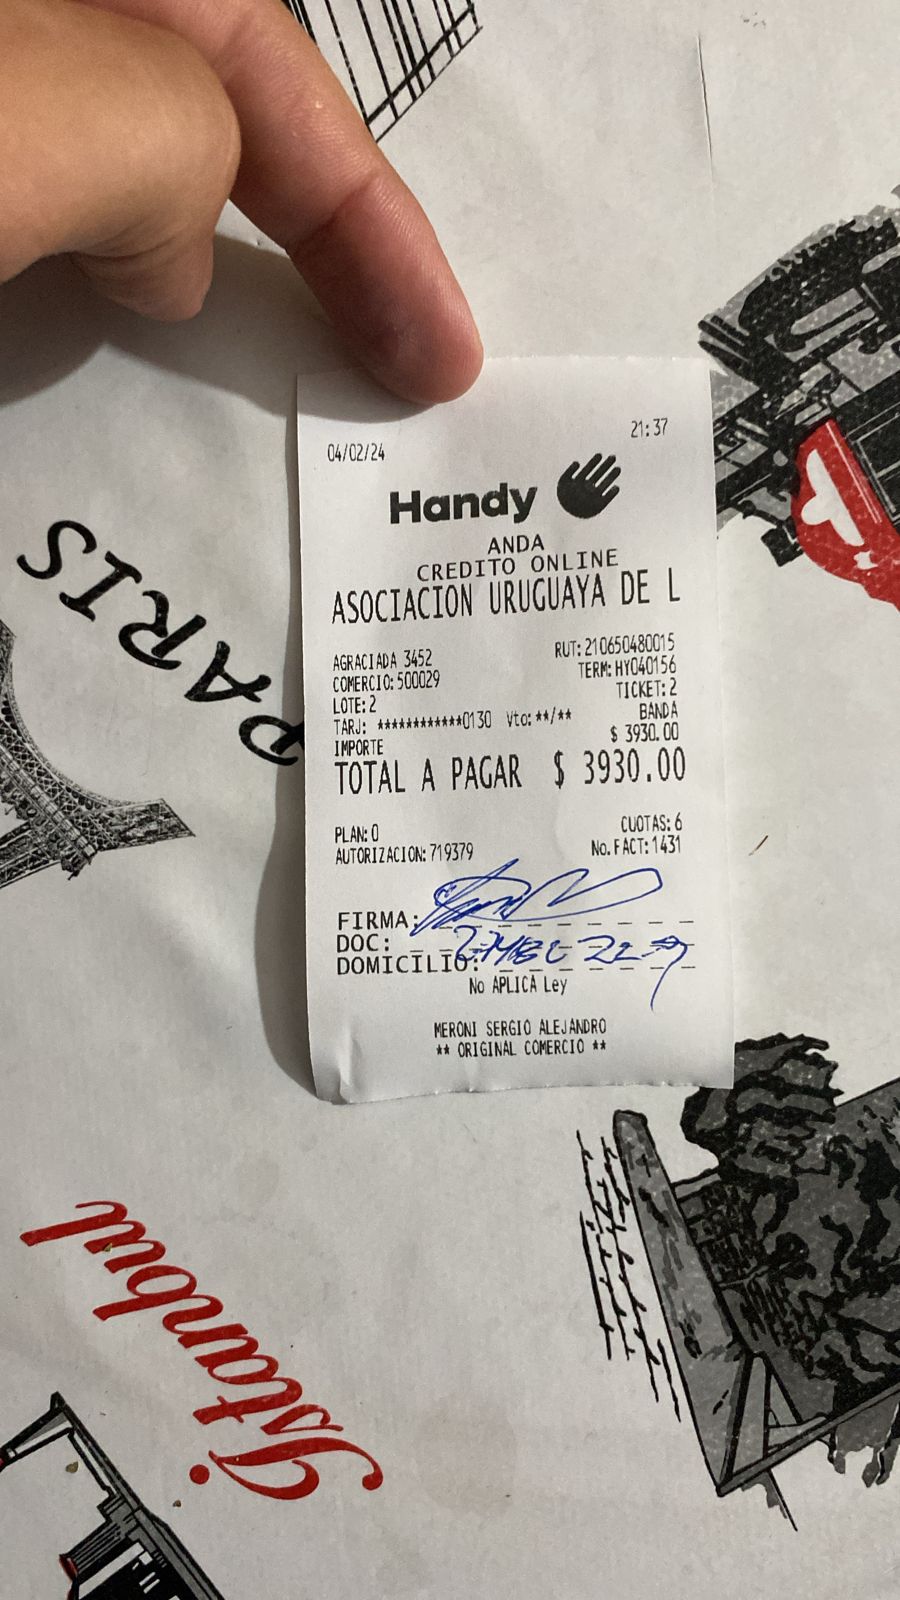 04/02/24 21:37
Handy
ANDA
CREDITO ONLINE
ASOCIACION URUGUAYA DE L
AGRACIADA 3452 RUT: 210650480015
COMERCIO: 500029 TERM: HY040156
LOTE: 2 TICKET: 2
TARJ: ************0130 Vto: **/** BANDA
IMPORTE $ 3930.00
TOTAL A PAGAR $ 3930.00
PLAN: 0 CUOTAS: 6
AUTORIZACION: 719379 No. FACT: 1431
FIRMA:
DOC:
DOMICILIO:
No APLICA Ley
MERONI SERGIO ALEJANDRO
** ORIGINAL COMERCIO **
PARIS
Istanbul